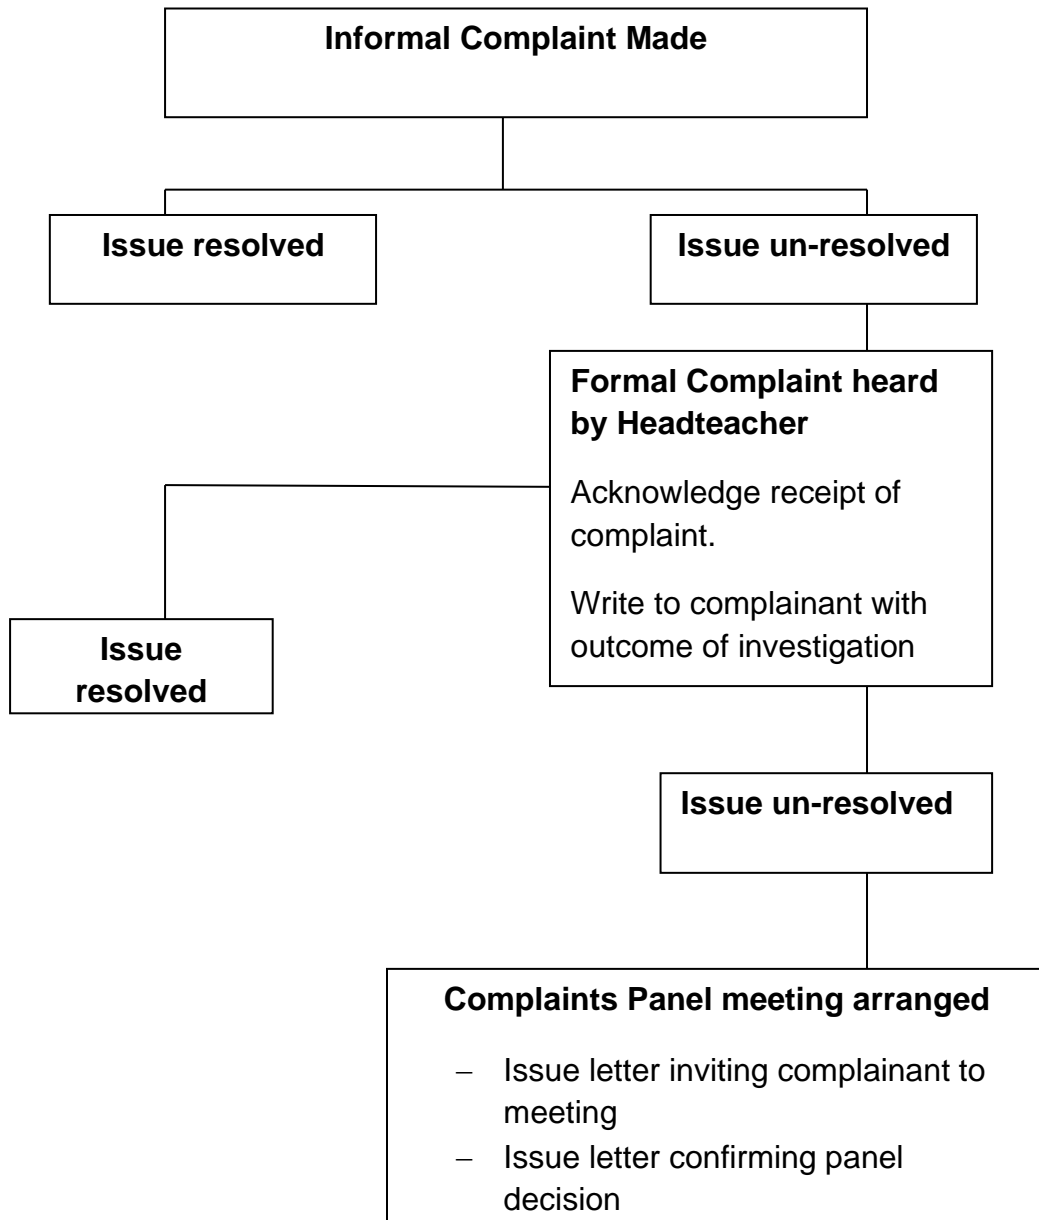 Informal Complaint Made
Issue resolved
Issue un-resolved
Formal Complaint heard
by Headteacher
Acknowledge receipt of
complaint.
Write to complainant with
outcome of investigation
Issue
resolved
Issue un-resolved
Complaints Panel meeting arranged
– Issue letter inviting complainant to
meeting
– Issue letter confirming panel
decision